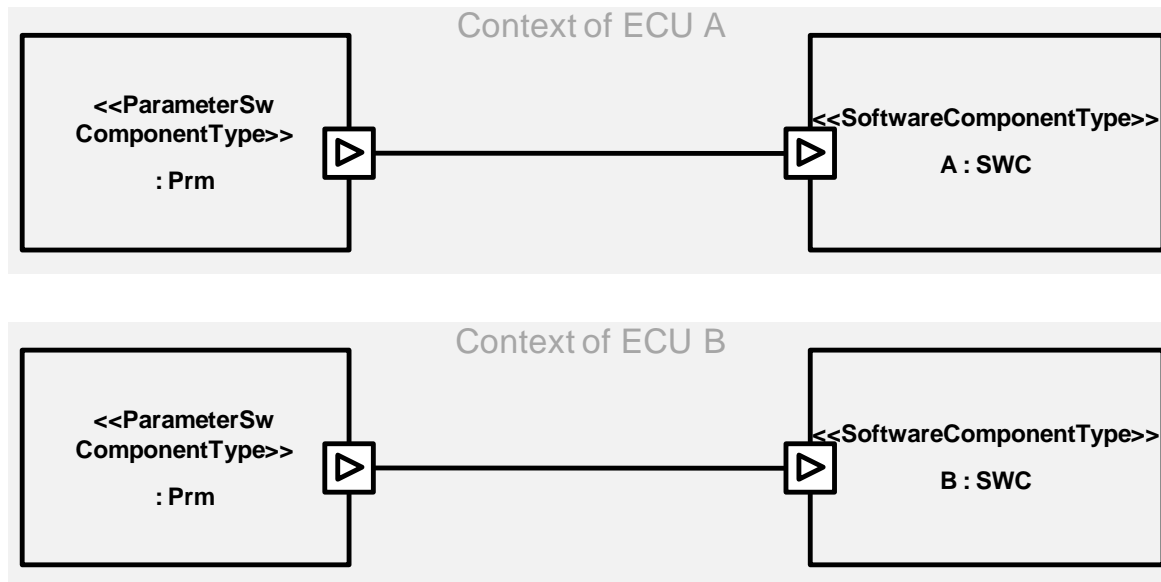 Context of ECU A
<<ParameterSw
ComponentType>>
: Prm
<<SoftwareComponentType>>
A : SWC
Context of ECU B
<<ParameterSw
ComponentType>>
: Prm
<<SoftwareComponentType>>
B : SWC